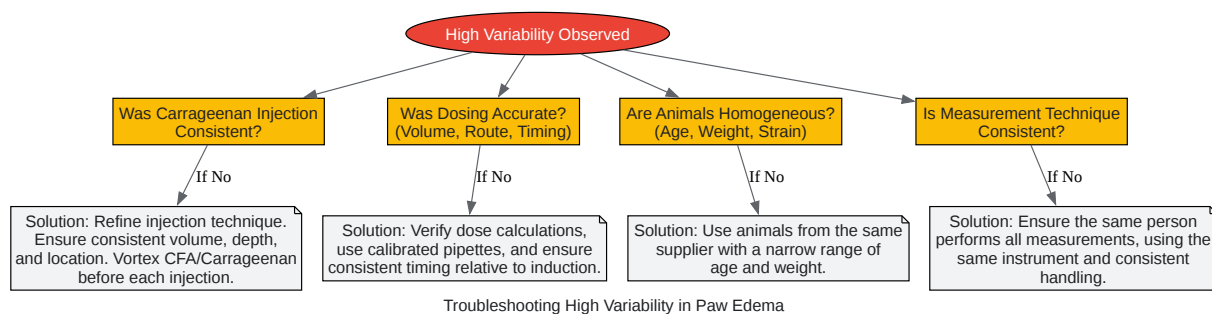 High Variability Observed
Was Carrageenan Injection
Consistent?
Was Dosing Accurate?
(Volume, Route, Timing)
Are Animals Homogeneous?
(Age, Weight, Strain)
Is Measurement Technique
Consistent?
If No
If No
If No
If No
Solution: Refine injection technique.
Ensure consistent volume, depth,
and location. Vortex CFA/Carrageenan
before each injection.
Solution: Verify dose calculations,
use calibrated pipettes, and ensure
consistent timing relative to induction.
Solution: Use animals from the same
supplier with a narrow range of
age and weight.
Solution: Ensure the same person
performs all measurements, using the
same instrument and consistent
handling.
Troubleshooting High Variability in Paw Edema